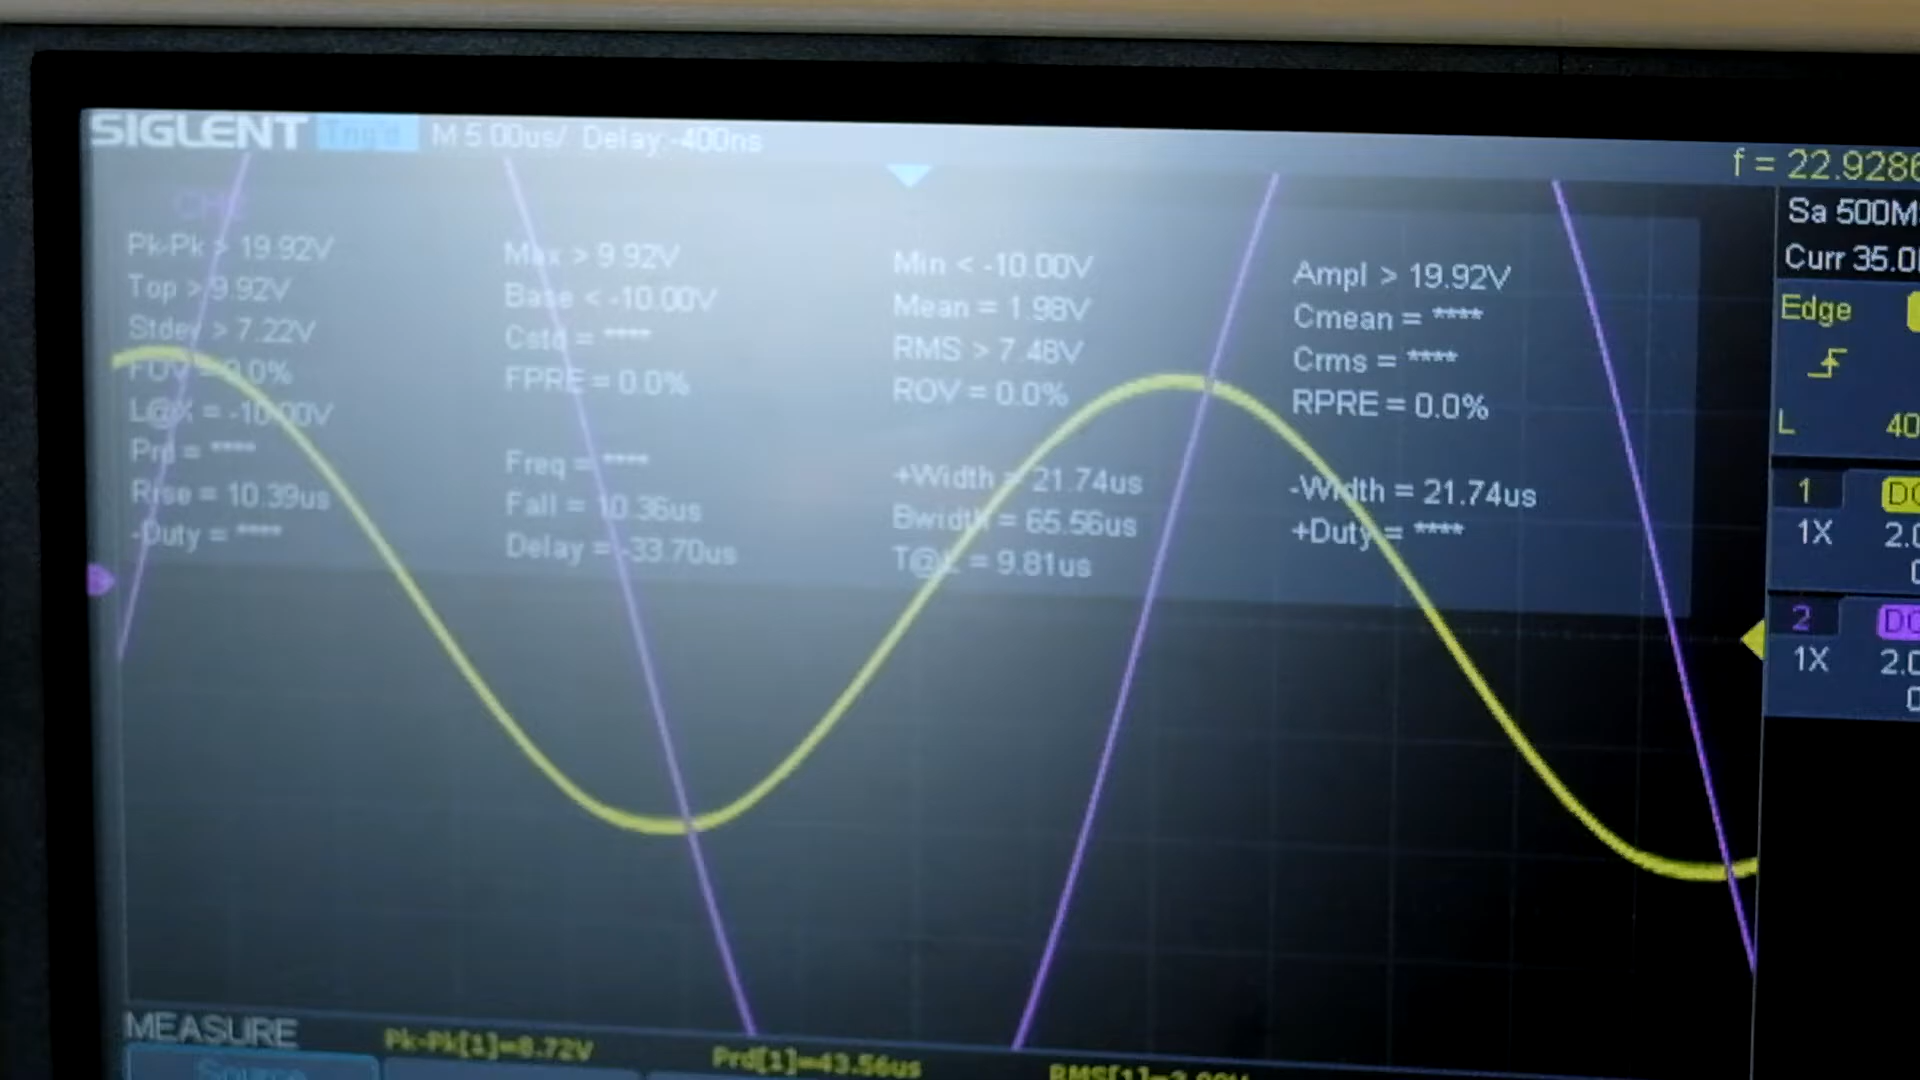 SIGLENT Trig'd M 5.00us/ Delay:-400ns
f = 22.9286
Sa 500M
Curr 35.0
CH2
Pk-Pk > 19.92V Max > 9.92V Min < -10.00V Ampl > 19.92V
Top > 9.92V Base < -10.00V Mean = 1.98V Cmean = ****
Stdev > 7.22V Cstd = **** RMS > 7.48V Crms = ****
FOV = 0.0% FPRE = 0.0% ROV = 0.0% RPRE = 0.0%
L@X = -10.00V
Prd = **** Freq = **** +Width = 21.74us -Width = 21.74us
Rise = 10.39us Fall = 10.36us Bwidth = 65.56us +Duty = ****
-Duty = **** Delay = -33.70us T@L = 9.81us
Edge
L 40
1 DC
1X 2.0
2 DC
1X 2.0
MEASURE Pk-Pk[1]=8.72V Prd[1]=43.56us
Source